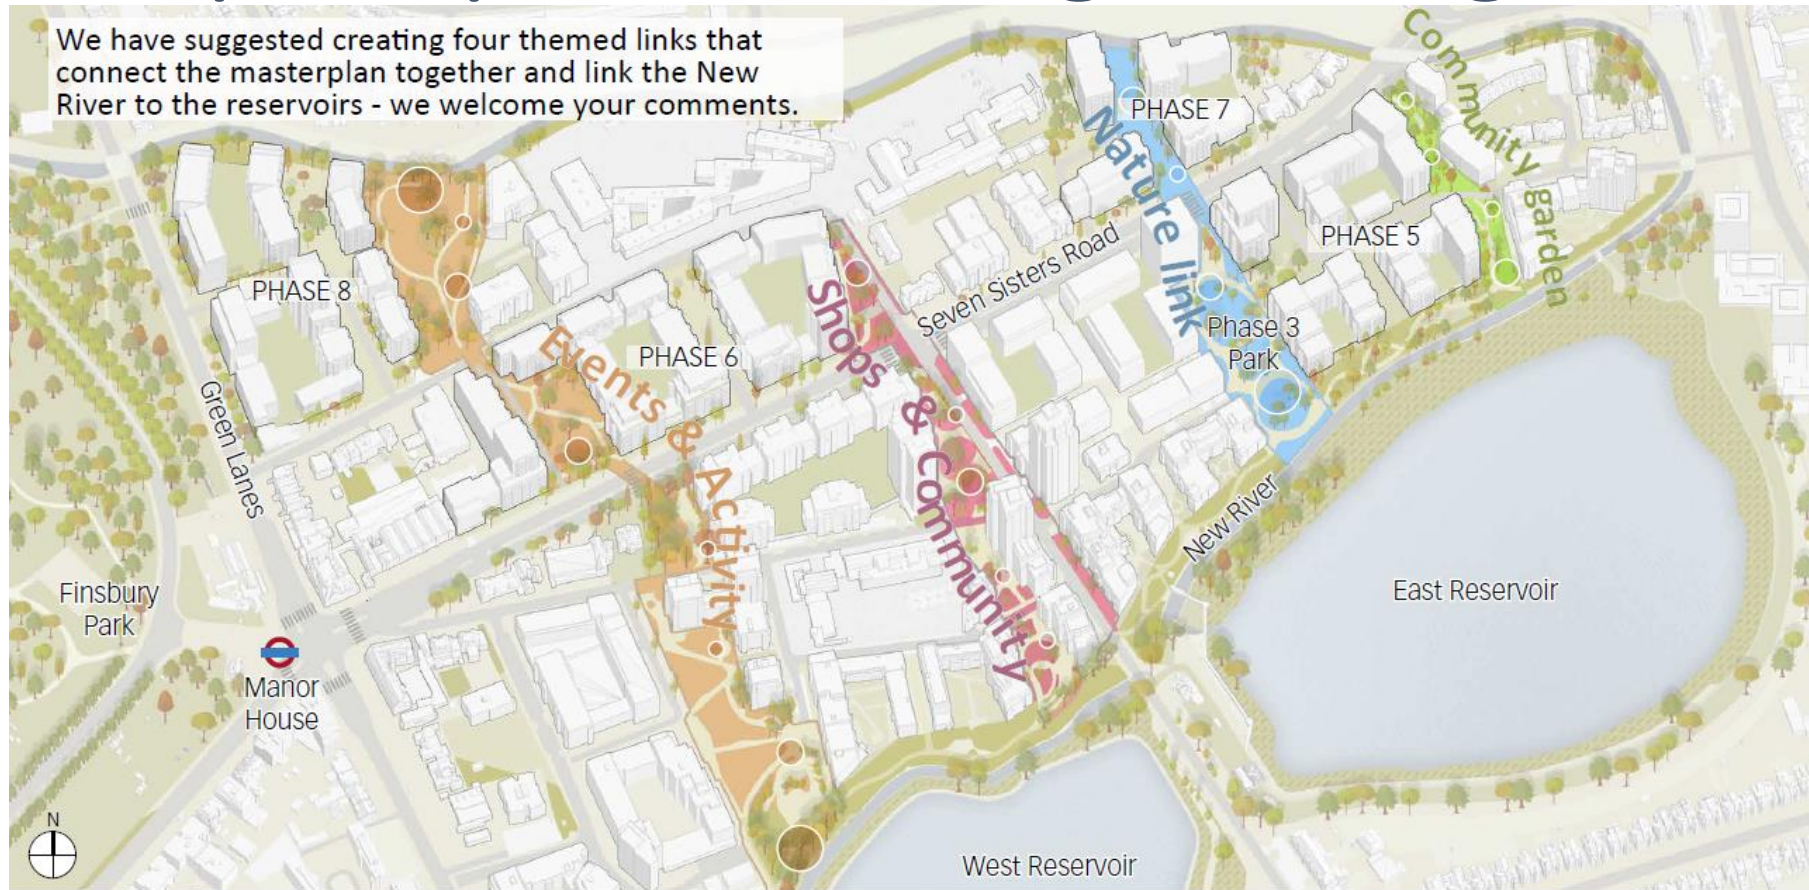 We have suggested creating four themed links that
connect the masterplan together and link the New
River to the reservoirs - we welcome your comments.
Community garden
PHASE 7
Nature link
PHASE 5
PHASE 8
Shops & Community
Seven Sisters Road
Phase 3
Park
Events & Activity
PHASE 6
Green Lanes
New River
East Reservoir
Finsbury
Park
Manor
House
N
West Reservoir